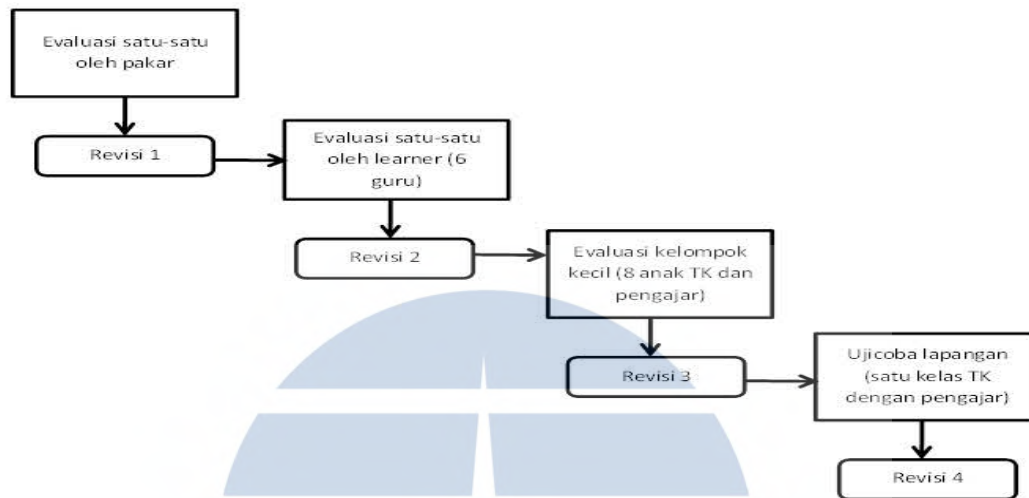 Evaluasi satu-satu
oleh pakar
Revisi 1
Evaluasi satu-satu
oleh learner (6
guru)
Revisi 2
Evaluasi kelompok
kecil (8 anak TK dan
pengajar)
Revisi 3
Ujicoba lapangan
(satu kelas TK
dengan pengajar)
Revisi 4